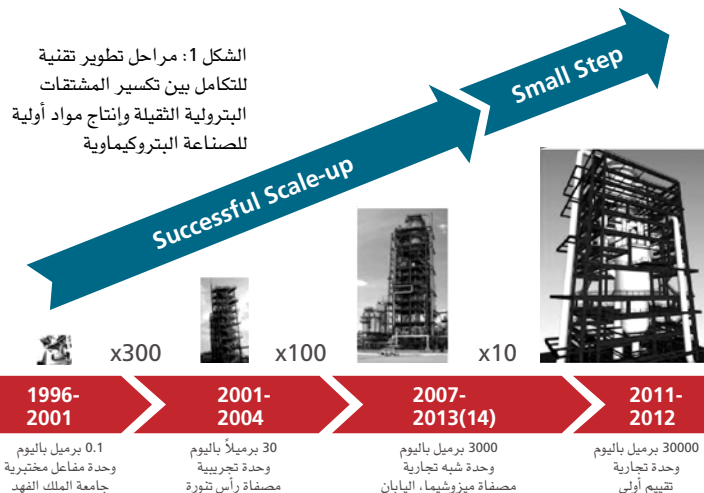 الشكل 1: مراحل تطوير تقنية
للتكامل بين تكسير المشتقات
البترولية الثقيلة وإنتاج مواد أولية
للصناعة البتروكيماوية
Successful Scale-up
Small Step
x300
x100
x10
1996-
2001
2001-
2004
2007-
2013(14)
2011-
2012
0.1 برميل باليوم
وحدة مفاعل مختبرية
جامعة الملك الفهد
30 برميلاً باليوم
وحدة تجريبية
مصفاة رأس تنورة
3000 برميل باليوم
وحدة شبه تجارية
مصفاة ميزوشيما، اليابان
30000 برميل باليوم
وحدة تجارية
تقييم أولي